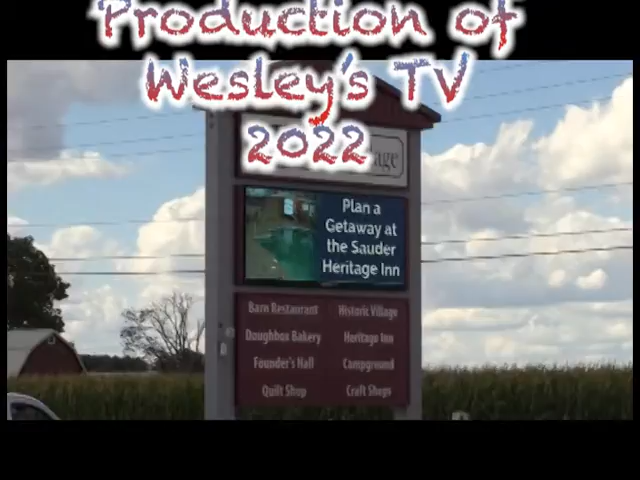 Production of
Wesley's TV
2022
Plan a
Getaway at
the Sauder
Heritage Inn
Barn Restaurant Historic Village
Doughbox Bakery Heritage Inn
Founder's Hall Campground
Quilt Shop Craft Shops